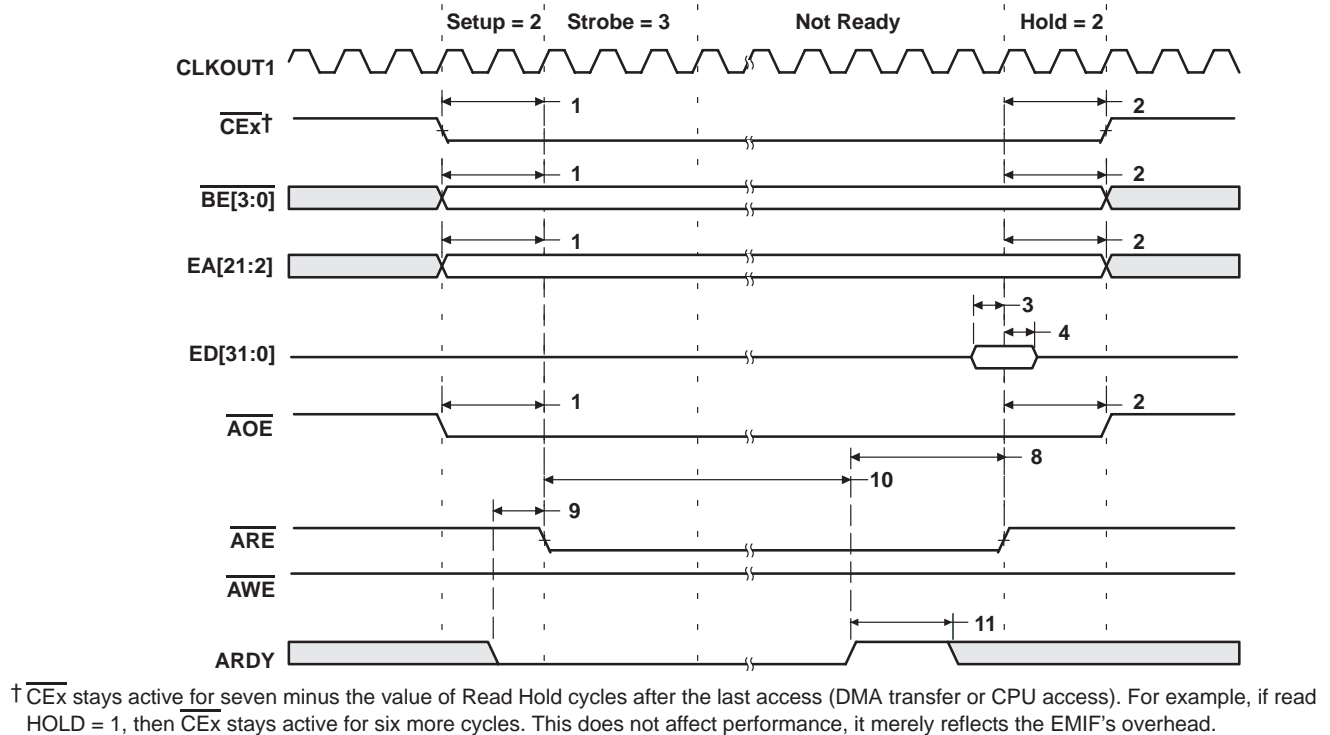 Setup = 2 Strobe = 3 Not Ready Hold = 2
CLKOUT1
1 2
CEx†
1 2
BE[3:0]
1 2
EA[21:2]
3
4
ED[31:0]
1 2
AOE
8
10
9
ARE
AWE
11
ARDY
† CEx stays active for seven minus the value of Read Hold cycles after the last access (DMA transfer or CPU access). For example, if read
HOLD = 1, then CEx stays active for six more cycles. This does not affect performance, it merely reflects the EMIF's overhead.